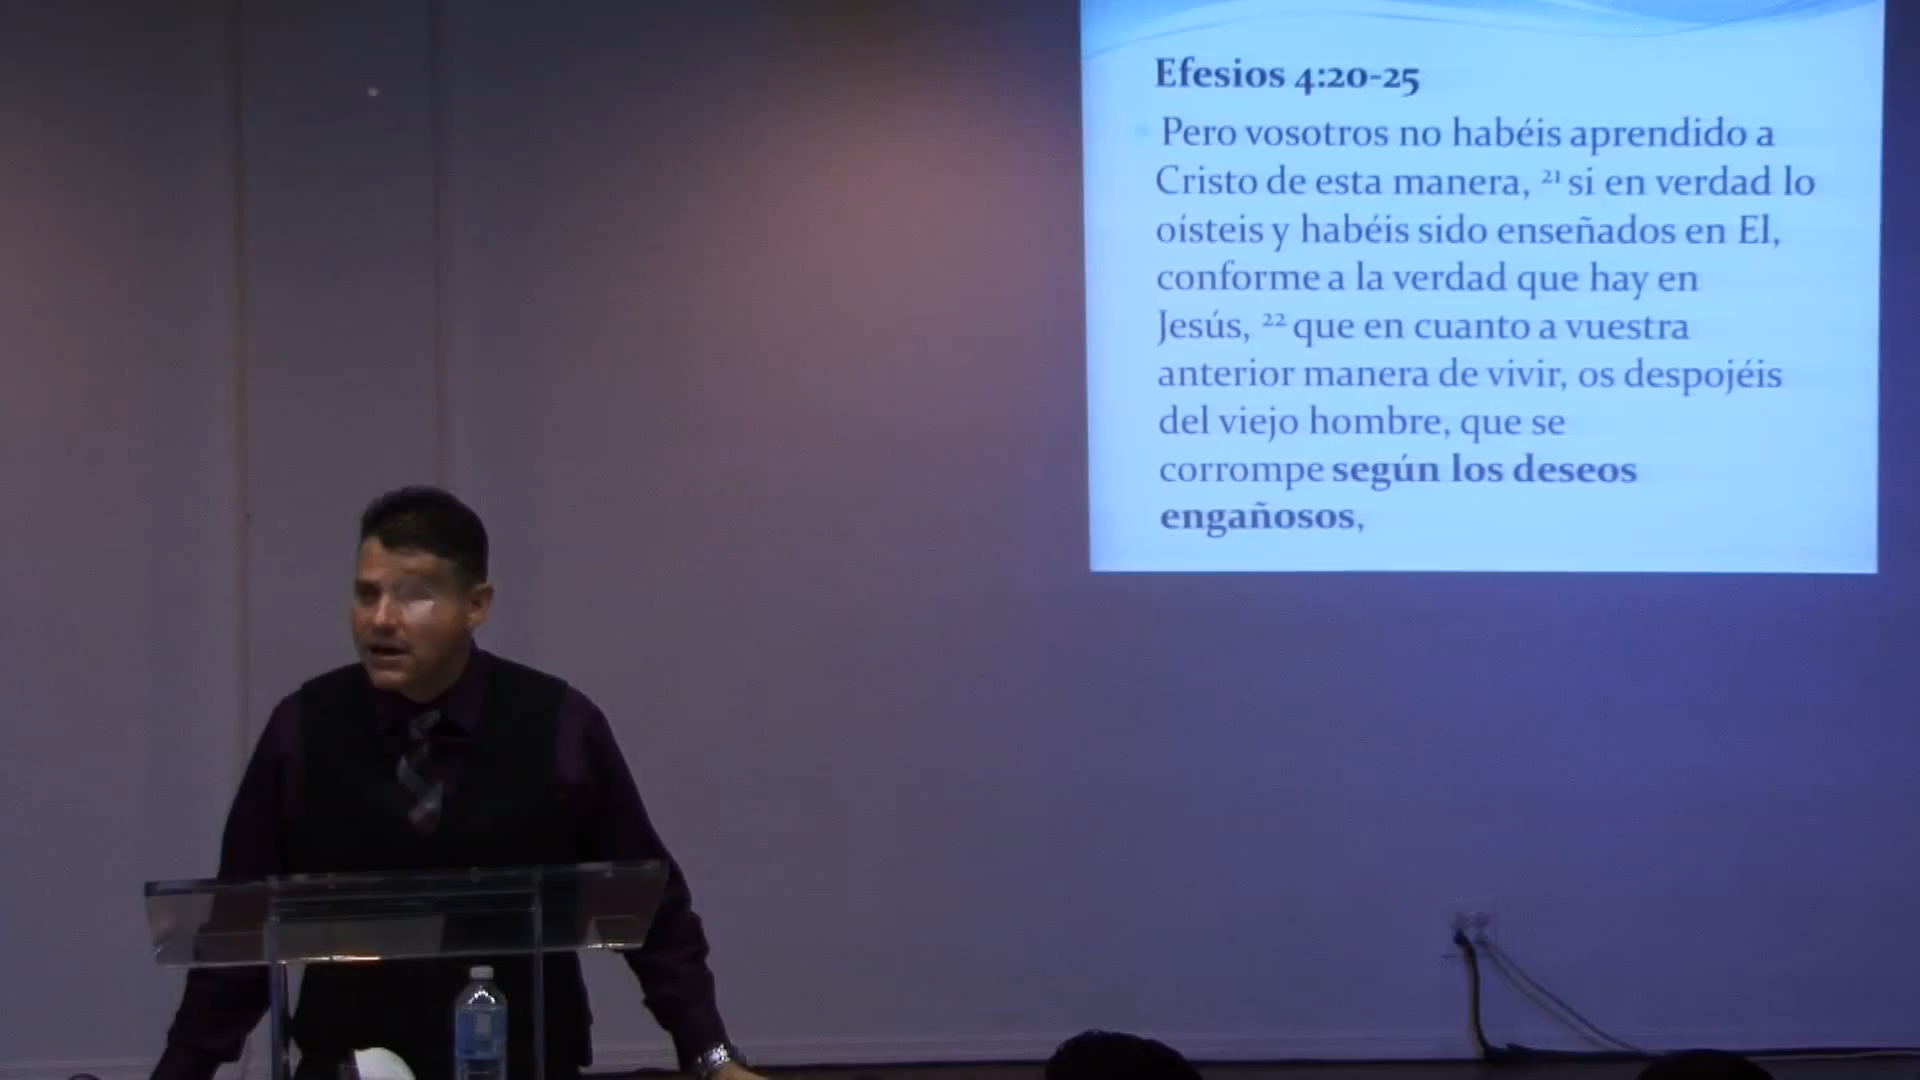 Efesios 4:20-25
Pero vosotros no habéis aprendido a
Cristo de esta manera, ²¹ si en verdad lo
oísteis y habéis sido enseñados en El,
conforme a la verdad que hay en
Jesús, ²² que en cuanto a vuestra
anterior manera de vivir, os despojéis
del viejo hombre, que se
corrompe según los deseos
engañosos,